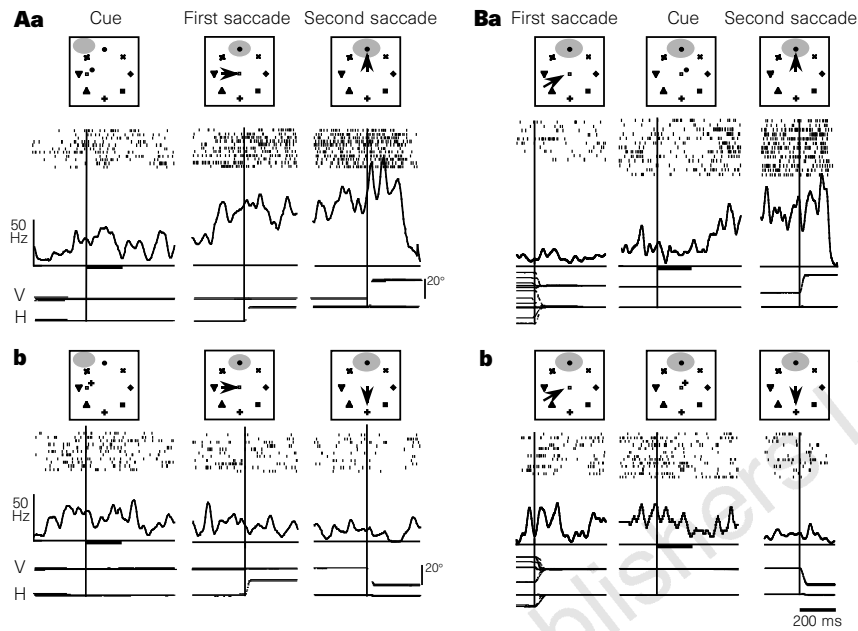 Aa Cue First saccade Second saccade
50
Hz
V
H
20°
b
50
Hz
V
H
20°
Ba First saccade Cue Second saccade
b
200 ms
blishers